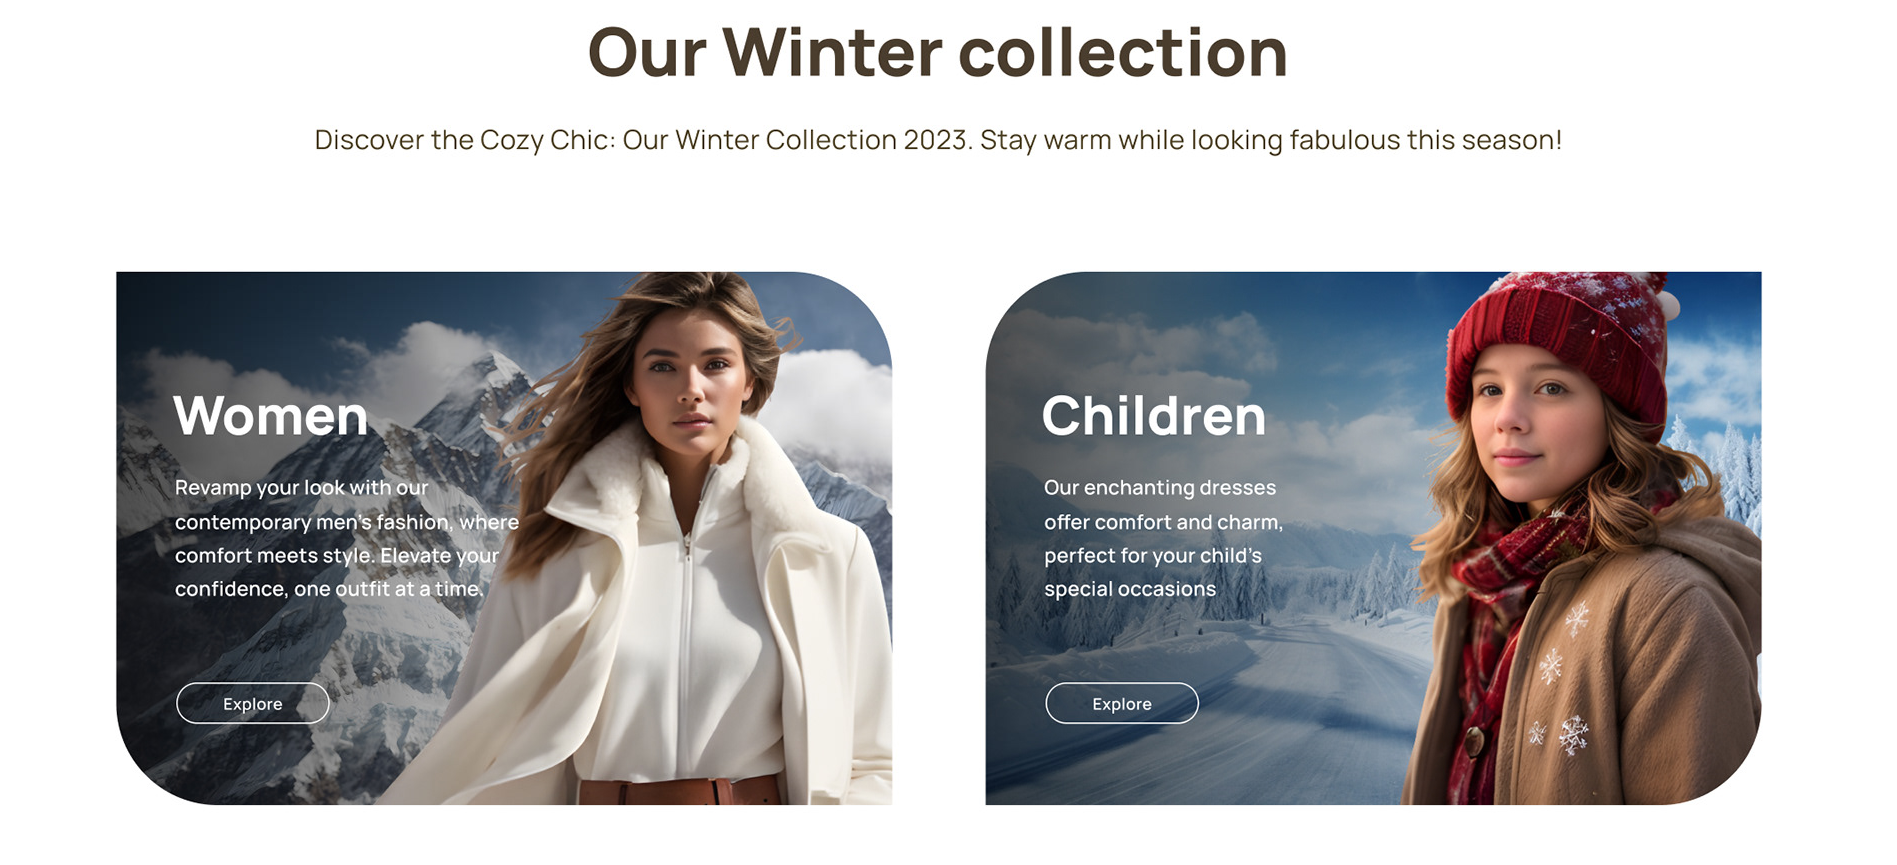 Our Winter collection
Discover the Cozy Chic: Our Winter Collection 2023. Stay warm while looking fabulous this season!
Women
Revamp your look with our
contemporary men's fashion, where
comfort meets style. Elevate your
confidence, one outfit at a time.
Explore
Children
Our enchanting dresses
offer comfort and charm,
perfect for your child's
special occasions
Explore